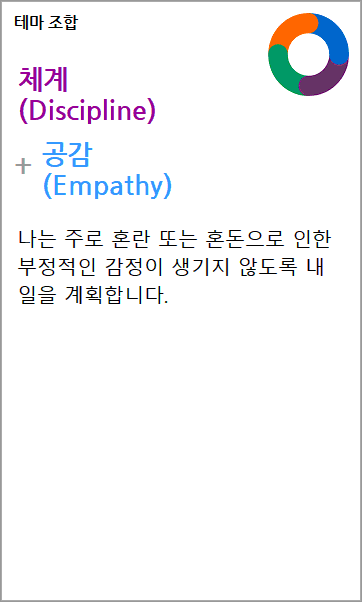 테마 조합
체계
(Discipline)
+ 공감
(Empathy)
나는 주로 혼란 또는 혼돈으로 인한
부정적인 감정이 생기지 않도록 내
일을 계획합니다.